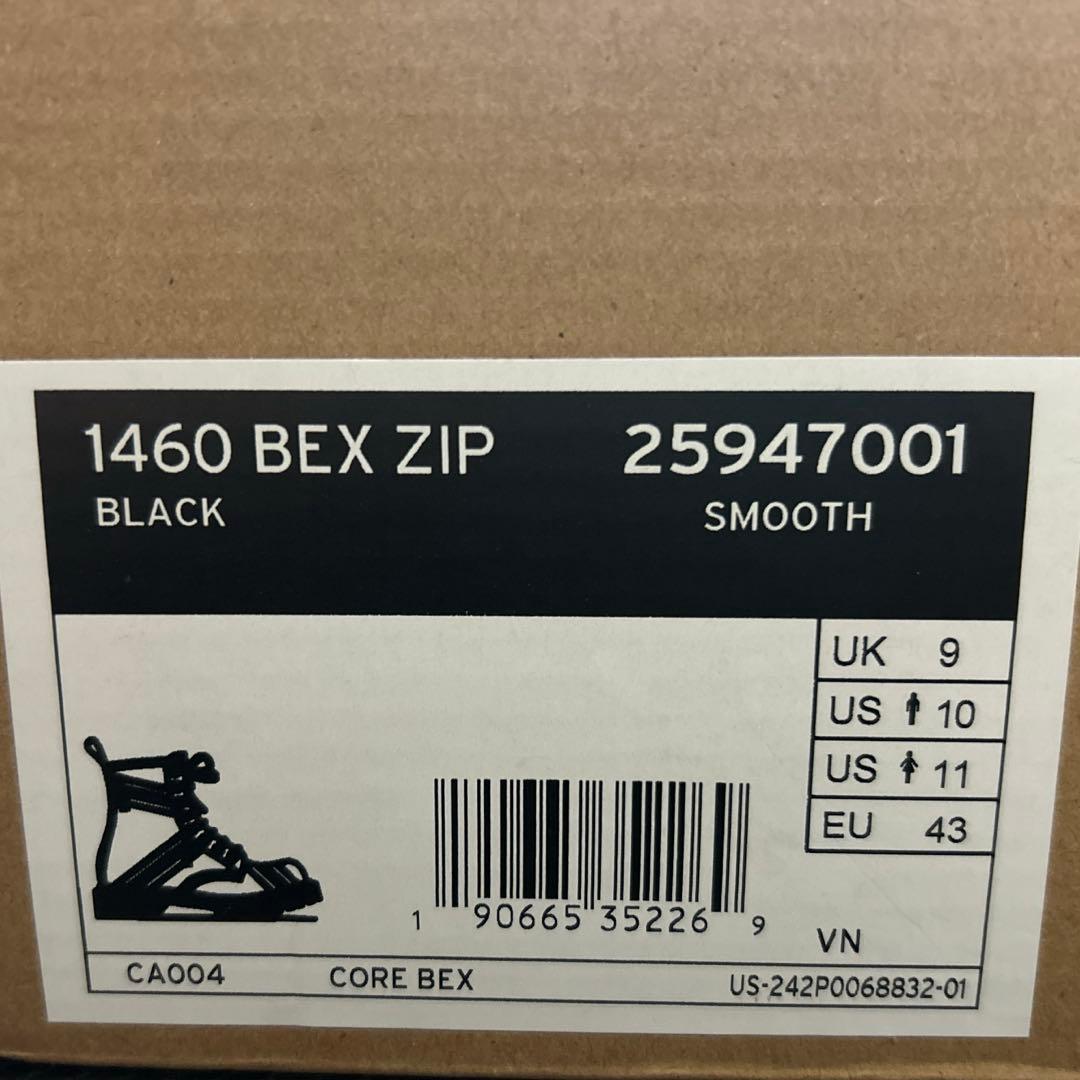 1460 BEX ZIP 25947001
BLACK SMOOTH
UK 9
US 10
US 11
EU 43
1 90665 35226 9
VN
CA004 CORE BEX US-242P0068832-01